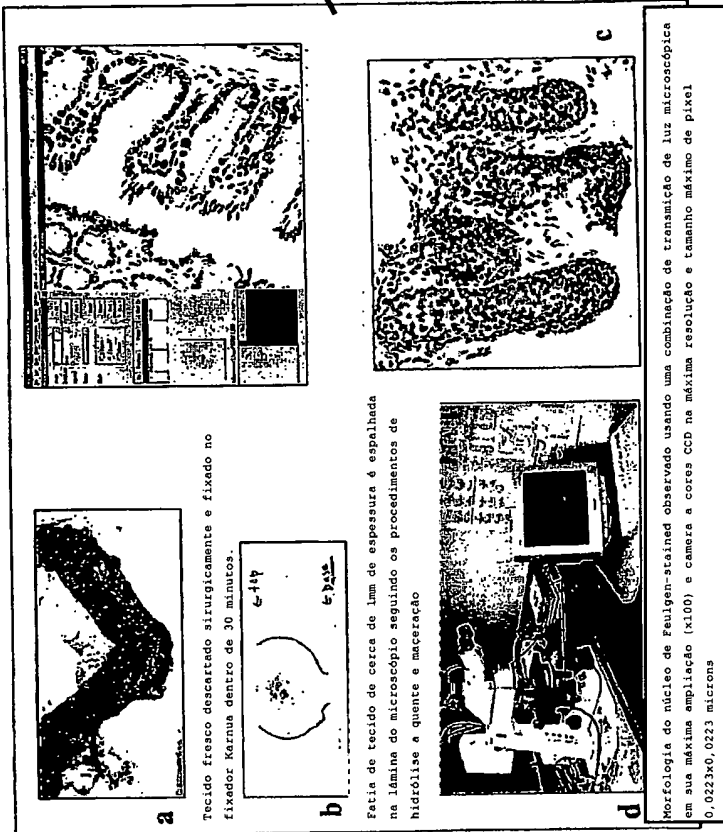 a
Tecido fresco descartado sirurgicamente e fixado no
fixador Karnua dentro de 30 minutos.
b
← top
← base
Fatia de tecido de cerca de 1mm de espessura é espalhada
na lâmina do microscópio seguindo os procedimentos de
hidrólise a quente e maceração
c
d
Morfologia do núcleo de Feulgen-stained observado usando uma combinação de transmição de luz microscópica
em sua máxima ampliação (x100) e camera a cores CCD na máxima resolução e tamanho máximo de pixel
0,0223x0,0223 microns